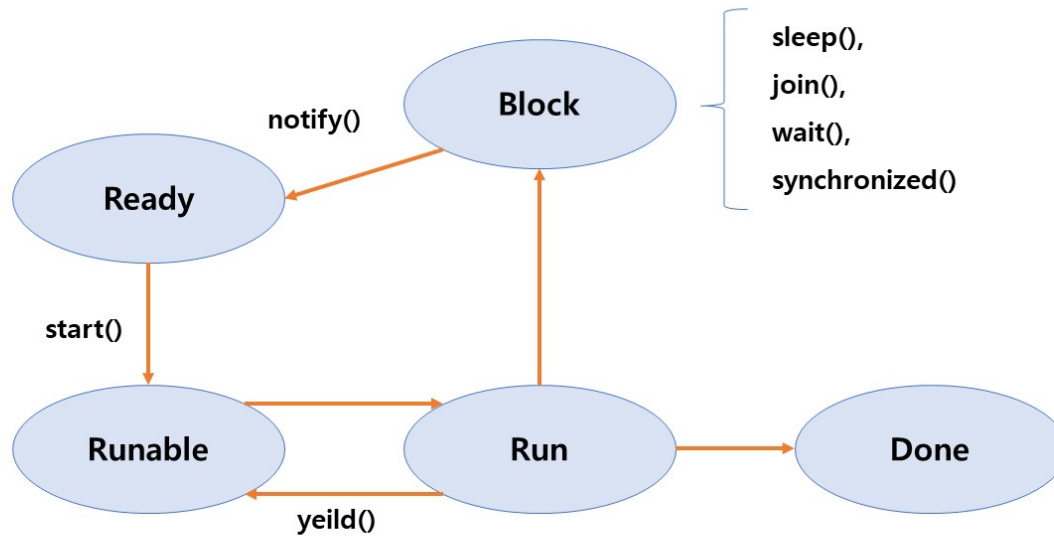 sleep(),
join(),
wait(),
synchronized()
Block
notify()
Ready
start()
Runable
Run
Done
yeild()